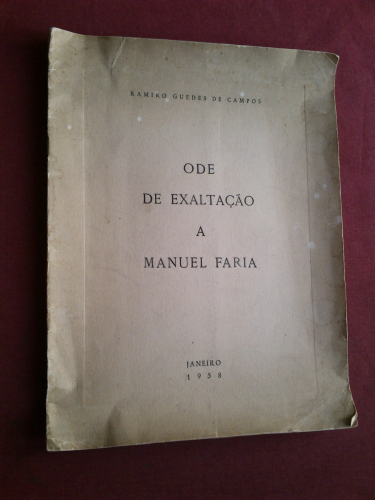 RAMIRO GUEDES DE CAMPOS
ODE
DE EXALTAÇÃO
A
MANUEL FARIA
JANEIRO
1958